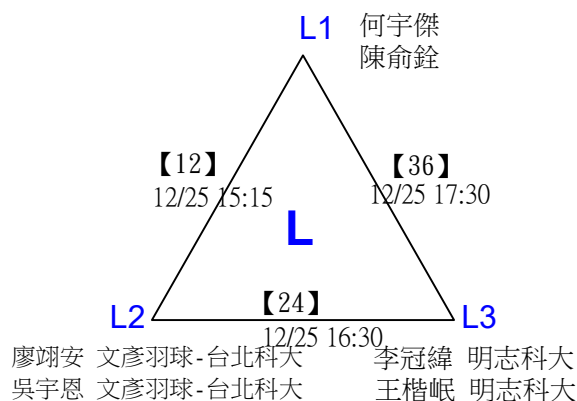 L1
何宇傑
陳俞銓
【12】
12/25 15:15
【36】
12/25 17:30
L
【24】
12/25 16:30
L2
L3
廖翊安 文彥羽球-台北科大
吳宇恩 文彥羽球-台北科大
李冠緯 明志科大
王楷岷 明志科大